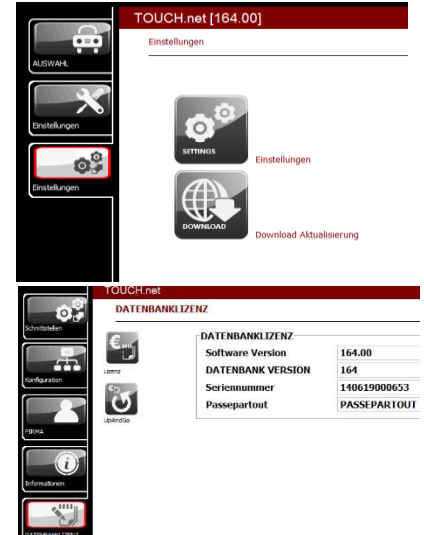 TOUCH.net [164.00]
Einstellungen
AUSWAHL
Einstellungen
Einstellungen
SETTINGS
Einstellungen
DOWNLOAD
Download Aktualisierung
TOUCH.net
DATENBANKLIZENZ
Schnittstellen
Konfiguration
FIRMA
Informationen
DATENBANKLIZENZ
Lizenz
UpAndGo
DATENBANKLIZENZ
Software Version 164.00
DATENBANK VERSION 164
Seriennummer 140619000653
Passepartout PASSEPARTOUT